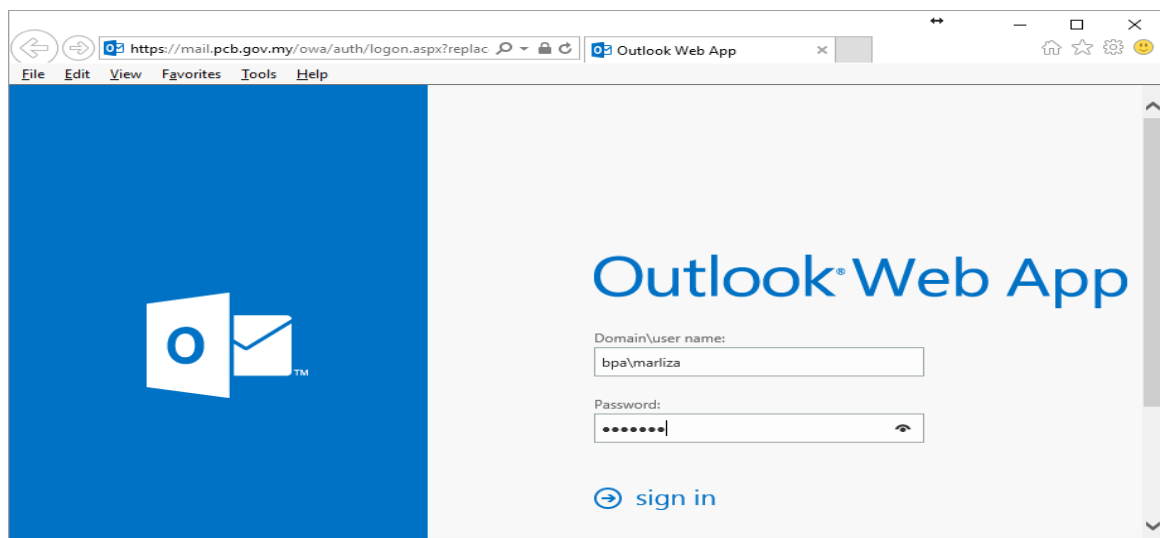 https://mail.pcb.gov.my/owa/auth/logon.aspx?replac
Outlook Web App
File Edit View Favorites Tools Help
Outlook® Web App
Domain\user name:
bpa\marliza
O
TM
Password:
•••••••
sign in